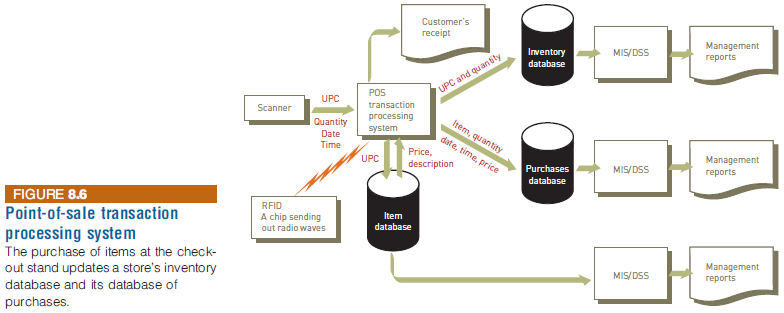 Customer's
receipt
Inventory
database
MIS/DSS
Management
reports
UPC and quantity
Scanner
UPC
Quantity
Date
Time
POS
transaction
processing
system
Item, quantity
date, time, price
Purchases
database
MIS/DSS
Management
reports
UPC
Price,
description
RFID
A chip sending
out radio waves
Item
database
MIS/DSS
Management
reports
FIGURE 8.6
Point-of-sale transaction
processing system
The purchase of items at the check-
out stand updates a store's inventory
database and its database of
purchases.